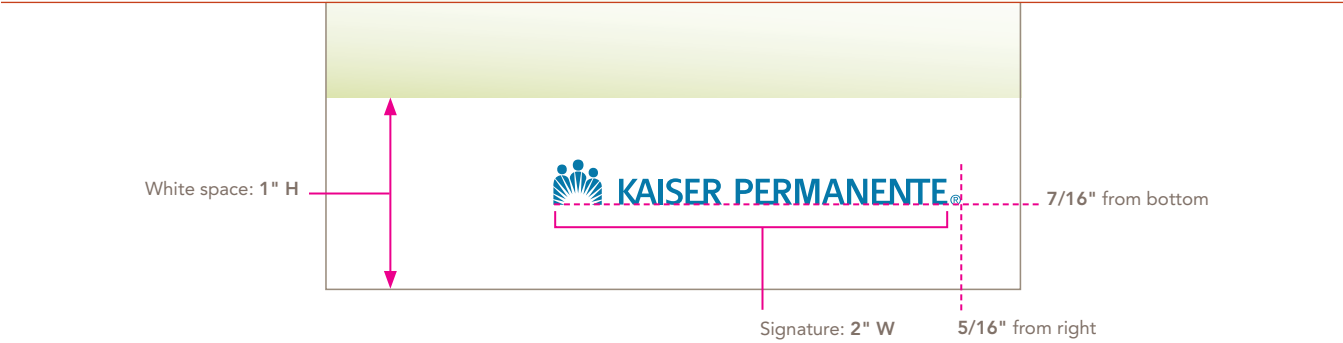 White space: 1" H
KAISER PERMANENTE®
7/16" from bottom
Signature: 2" W
5/16" from right